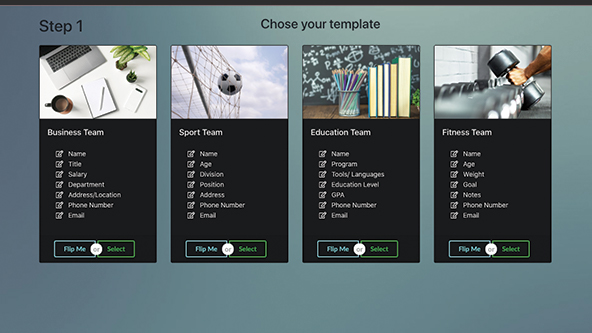 Step 1
Chose your template
Business Team
Name
Title
Salary
Department
Address/Location
Phone Number
Email
Flip Me or Select
Sport Team
Name
Age
Division
Position
Address
Phone Number
Email
Flip Me or Select
Education Team
Name
Program
Tools/ Languages
Education Level
GPA
Phone Number
Email
Flip Me or Select
Fitness Team
Name
Age
Weight
Goal
Notes
Phone Number
Email
Flip Me or Select